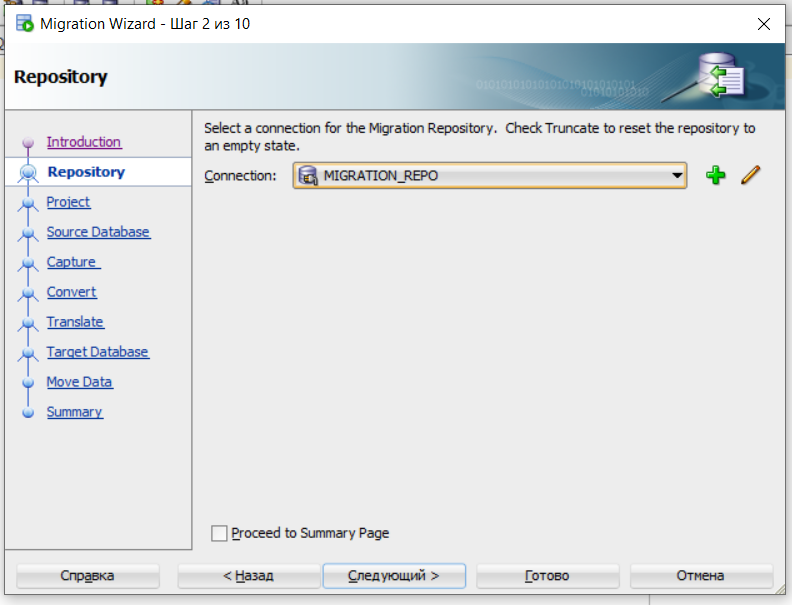 Migration Wizard - Шаг 2 из 10
Repository
Introduction
Repository
Project
Source Database
Capture
Convert
Translate
Target Database
Move Data
Summary
Select a connection for the Migration Repository. Check Truncate to reset the repository to
an empty state.
Connection: MIGRATION_REPO
Proceed to Summary Page
Справка
< Назад
Следующий >
Готово
Отмена